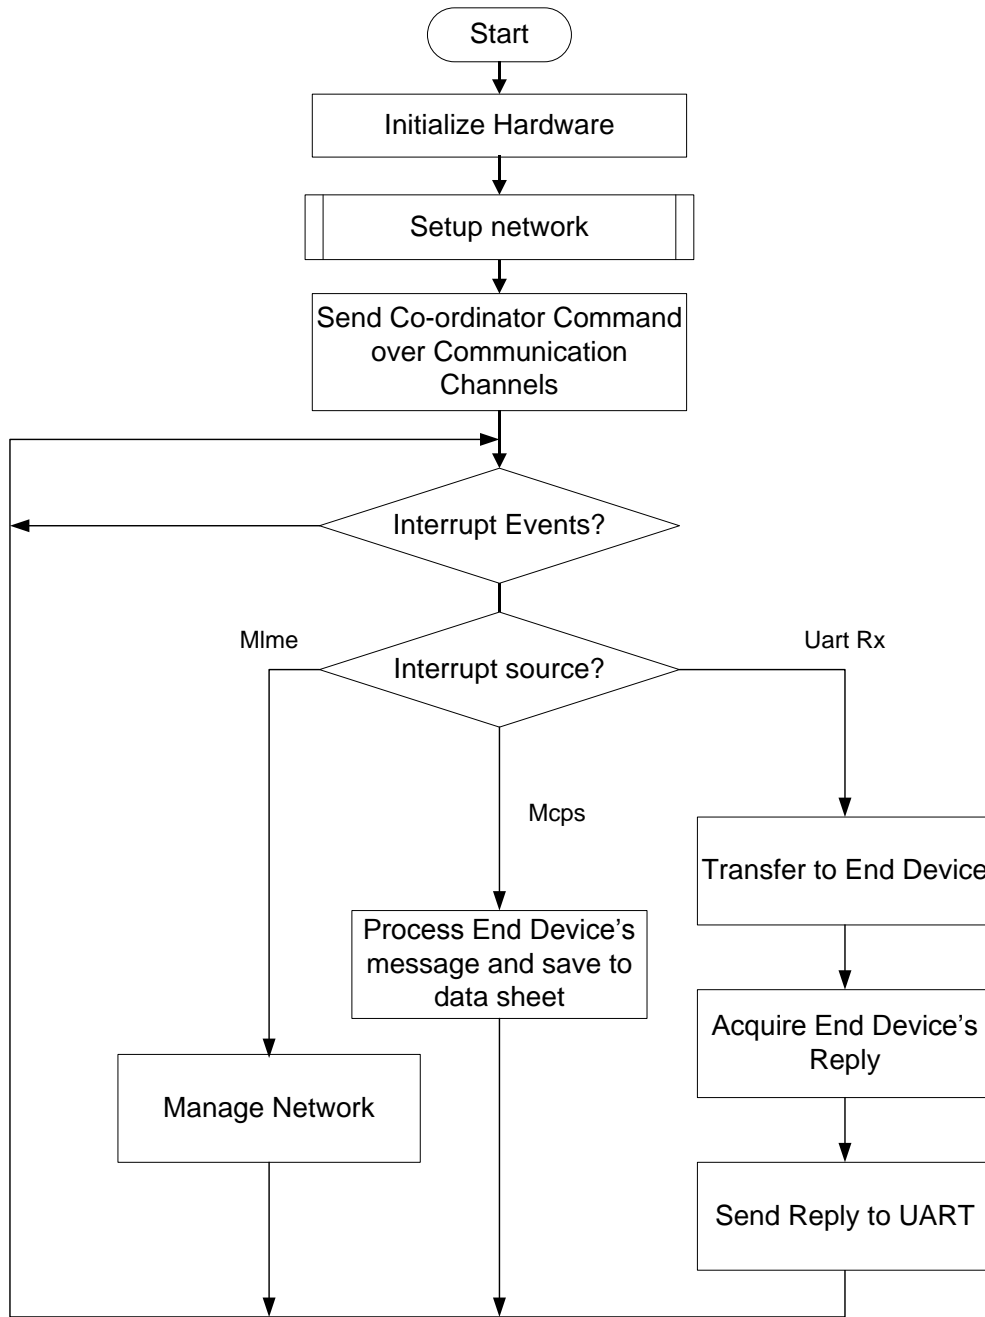 Start
Initialize Hardware
Setup network
Send Co-ordinator Command
over Communication
Channels
Interrupt Events?
Mlme
Uart Rx
Interrupt source?
Mcps
Transfer to End Device
Process End Device’s
message and save to
data sheet
Acquire End Device’s
Reply
Manage Network
Send Reply to UART